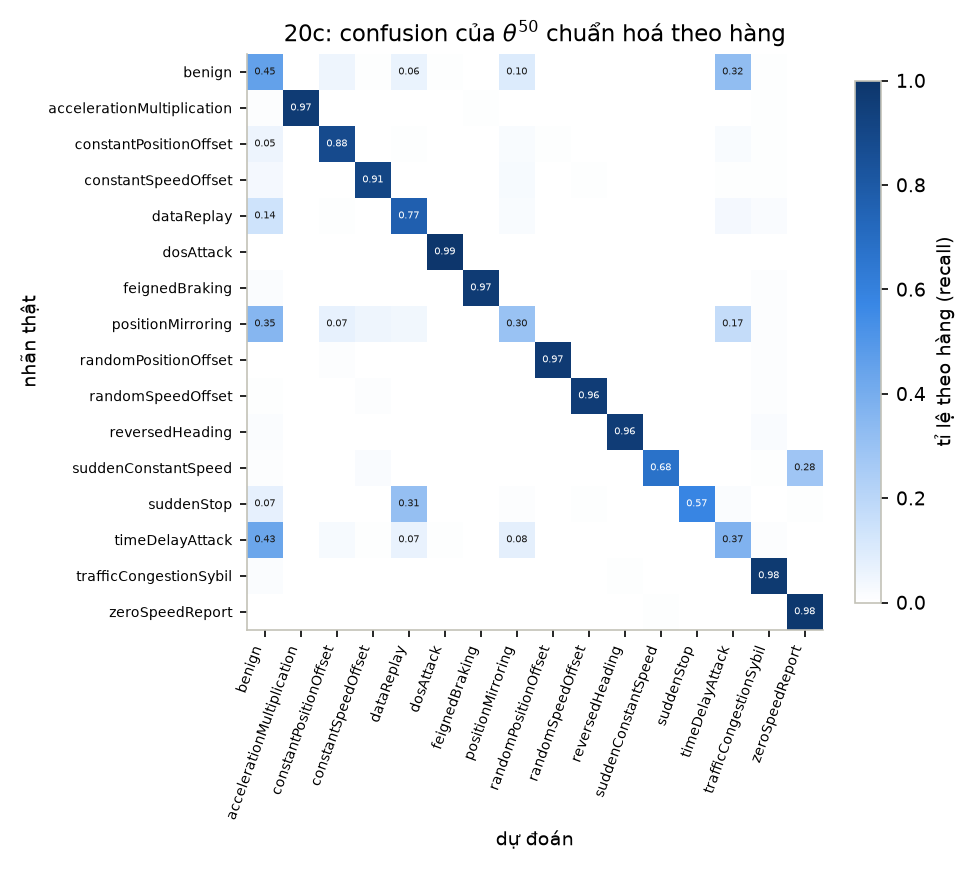 20c: confusion của θ⁵⁰ chuẩn hoá theo hàng
benign 0.45 0.06 0.10 0.32
accelerationMultiplication 0.97
constantPositionOffset 0.05 0.88
constantSpeedOffset 0.91
dataReplay 0.14 0.77
dosAttack 0.99
feignedBraking 0.97
positionMirroring 0.35 0.07 0.30 0.17
randomPositionOffset 0.97
randomSpeedOffset 0.96
reversedHeading 0.96
suddenConstantSpeed 0.68 0.28
suddenStop 0.07 0.31 0.57
timeDelayAttack 0.43 0.07 0.08 0.37
trafficCongestionSybil 0.98
zeroSpeedReport 0.98
nhãn thật
benign
accelerationMultiplication
constantPositionOffset
constantSpeedOffset
dataReplay
dosAttack
feignedBraking
positionMirroring
randomPositionOffset
randomSpeedOffset
reversedHeading
suddenConstantSpeed
suddenStop
timeDelayAttack
trafficCongestionSybil
zeroSpeedReport
dự đoán
1.0
0.8
0.6
0.4
0.2
0.0
tỉ lệ theo hàng (recall)